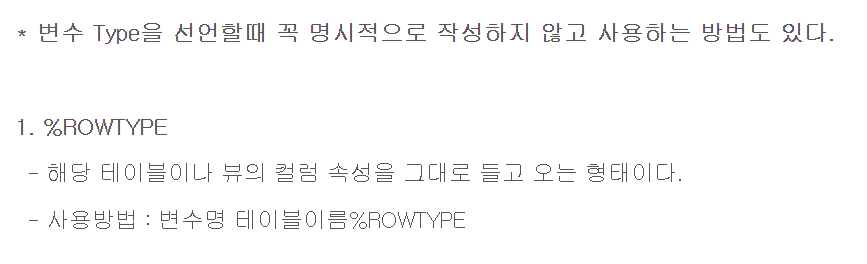 * 변수 Type을 선언할때 꼭 명시적으로 작성하지 않고 사용하는 방법도 있다.
1. %ROWTYPE
- 해당 테이블이나 뷰의 컬럼 속성을 그대로 들고 오는 형태이다.
- 사용방법 : 변수명 테이블이름%ROWTYPE